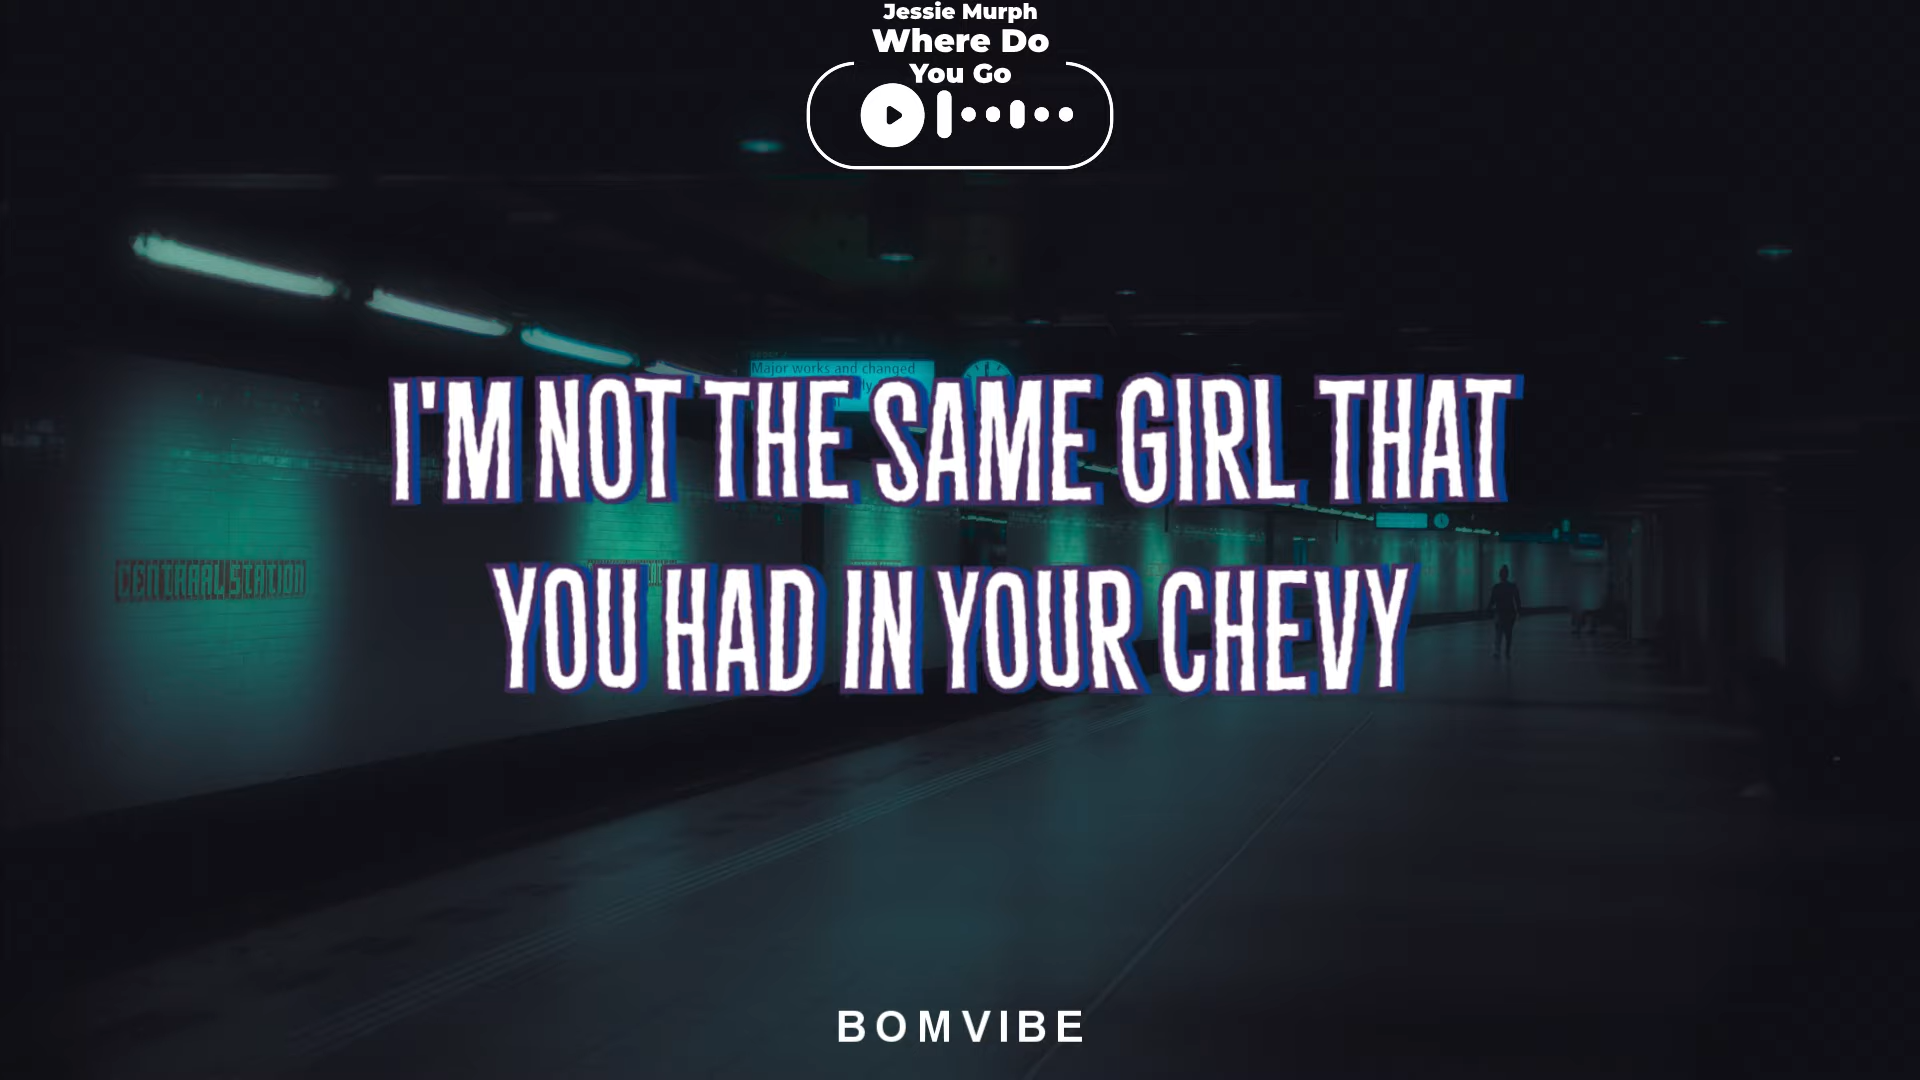 Jessie Murph
Where Do
You Go
Major works and changed
I'M NOT THE SAME GIRL THAT
YOU HAD IN YOUR CHEVY
CENTRAAL STATION
BOMVIBE